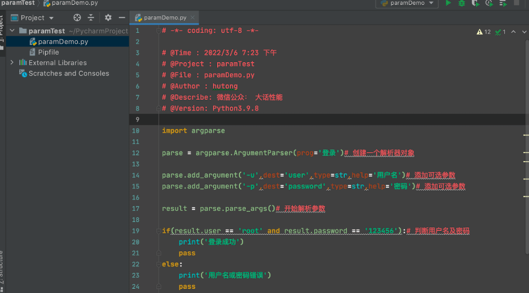 Project
paramDemo
paramTest
paramDemo.py
paramTest ~/PycharmProject
paramDemo.py
Pipfile
External Libraries
Scratches and Consoles
paramDemo.py
12 1
1 # -*- coding: utf-8 -*-
2
3 # @Time : 2022/3/6 7:23 下午
4 # @Project : paramTest
5 # @File : paramDemo.py
6 # @Author : hutong
7 # @Describe: 微信公众: 大话性能
8 # @Version: Python3.9.8
9
10 import argparse
11
12 parse = argparse.ArgumentParser(prog='登录')# 创建一个解析器对象
13
14 parse.add_argument('-u',dest='user',type=str,help='用户名')# 添加可选参数
15 parse.add_argument('-p',dest='password',type=str,help='密码')# 添加可选参数
16
17 result = parse.parse_args()# 开始解析参数
18
19 if(result.user == 'root' and result.password == '123456'):# 判断用户名及密码
20 print('登录成功')
21 pass
22 else:
23 print('用户名或密码错误')
24 pass